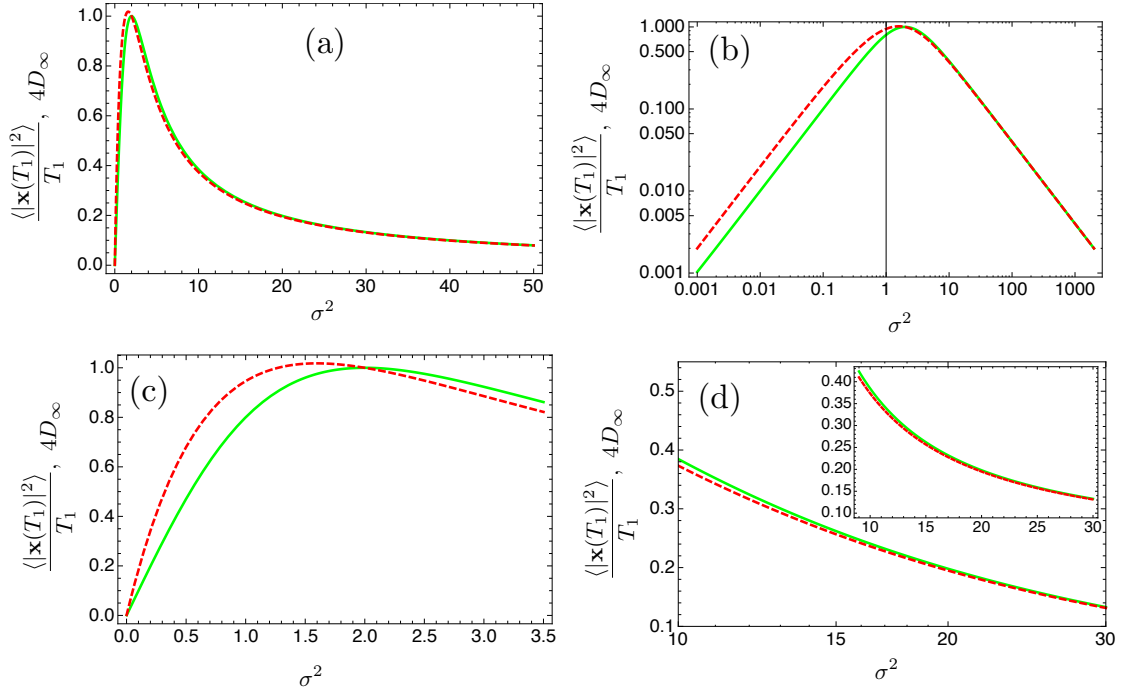 (a)
⟨|x(T₁)|²⟩ / T₁ , 4D∞
1.0
0.8
0.6
0.4
0.2
0.0
0 10 20 30 40 50
σ²
(b)
⟨|x(T₁)|²⟩ / T₁ , 4D∞
1.000
0.500
0.100
0.050
0.010
0.005
0.001
0.001 0.01 0.1 1 10 100 1000
σ²
(c)
⟨|x(T₁)|²⟩ / T₁ , 4D∞
1.0
0.8
0.6
0.4
0.2
0.0
0.0 0.5 1.0 1.5 2.0 2.5 3.0 3.5
σ²
(d)
⟨|x(T₁)|²⟩ / T₁ , 4D∞
0.5
0.4
0.3
0.2
0.1
10 15 20 30
σ²
0.40
0.35
0.30
0.25
0.20
0.15
0.10
10 15 20 25 30